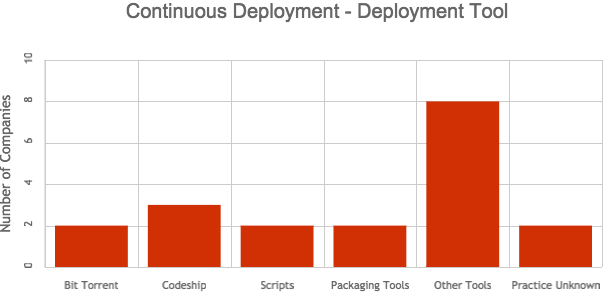 Continuous Deployment - Deployment Tool
Number of Companies
10
8
6
4
2
0
Bit Torrent
Codeship
Scripts
Packaging Tools
Other Tools
Practice Unknown